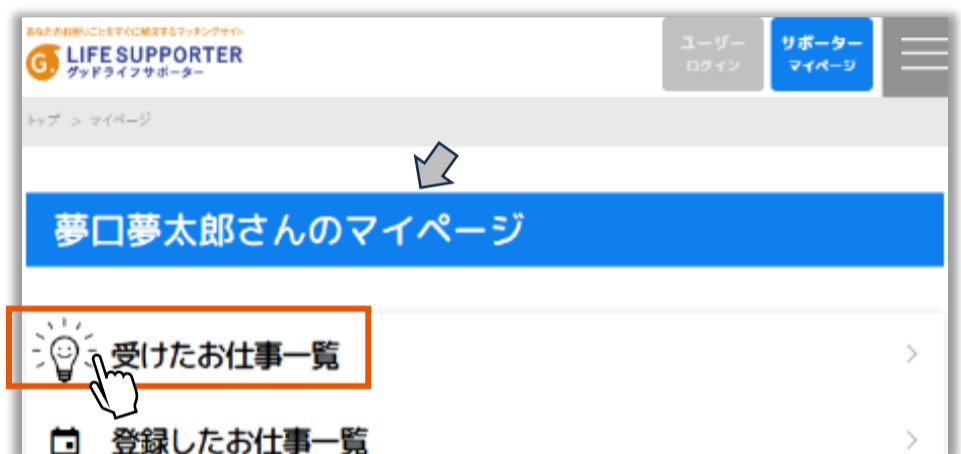 あなたのお困りごとをすぐに解決するマッチングサイト
G.
LIFE SUPPORTER
グッドライフサポーター
ユーザー
ログイン
サポーター
マイページ
トップ > マイページ
夢口夢太郎さんのマイページ
受けたお仕事一覧
登録したお仕事一覧